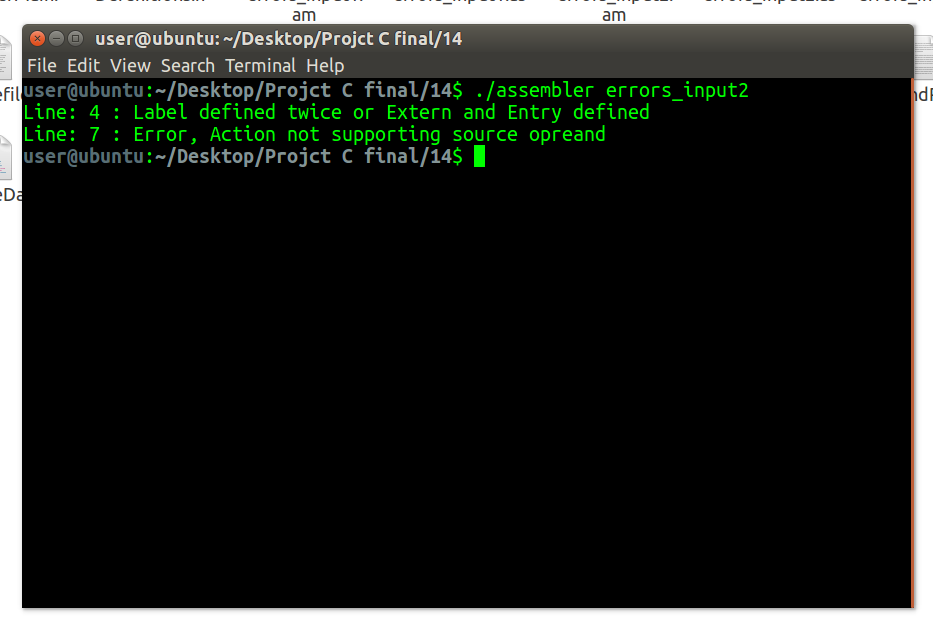 am
am
user@ubuntu: ~/Desktop/Projct C final/14
File Edit View Search Terminal Help
user@ubuntu:~/Desktop/Projct C final/14$ ./assembler errors_input2
Line: 4 : Label defined twice or Extern and Entry defined
Line: 7 : Error, Action not supporting source opreand
user@ubuntu:~/Desktop/Projct C final/14$